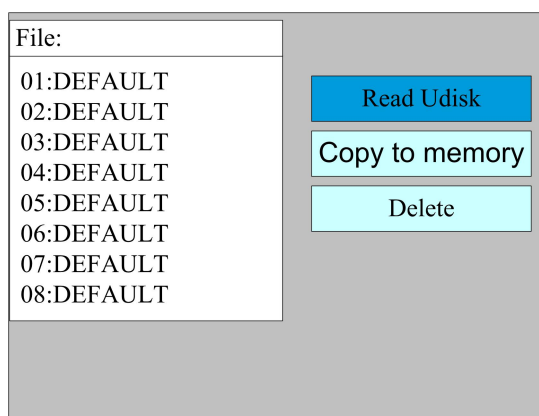 File:
01:DEFAULT
02:DEFAULT
03:DEFAULT
04:DEFAULT
05:DEFAULT
06:DEFAULT
07:DEFAULT
08:DEFAULT
Read Udisk
Copy to memory
Delete